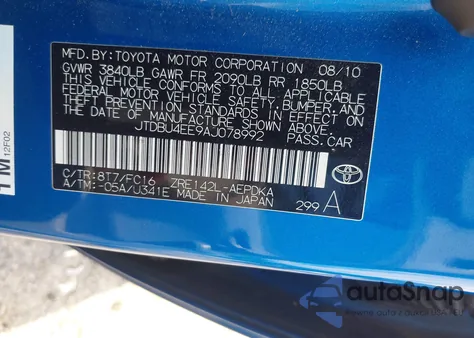 MFD. BY: TOYOTA MOTOR CORPORATION 08/10
GVWR 3840LB GAWR FR 2090LB RR 1850LB
THIS VEHICLE CONFORMS TO ALL APPLICABLE
FEDERAL MOTOR VEHICLE SAFETY, BUMPER, AND
THEFT PREVENTION STANDARDS IN EFFECT ON
THE DATE OF MANUFACTURE SHOWN ABOVE.
JTDBU4EE9AJ078992 PASS.CAR
C/TR:8T7/FC16 ZRE142L-AEPDKA
A/TM:-05A/U341E MADE IN JAPAN
299 A
TOYOTA
12F02
autoSnap